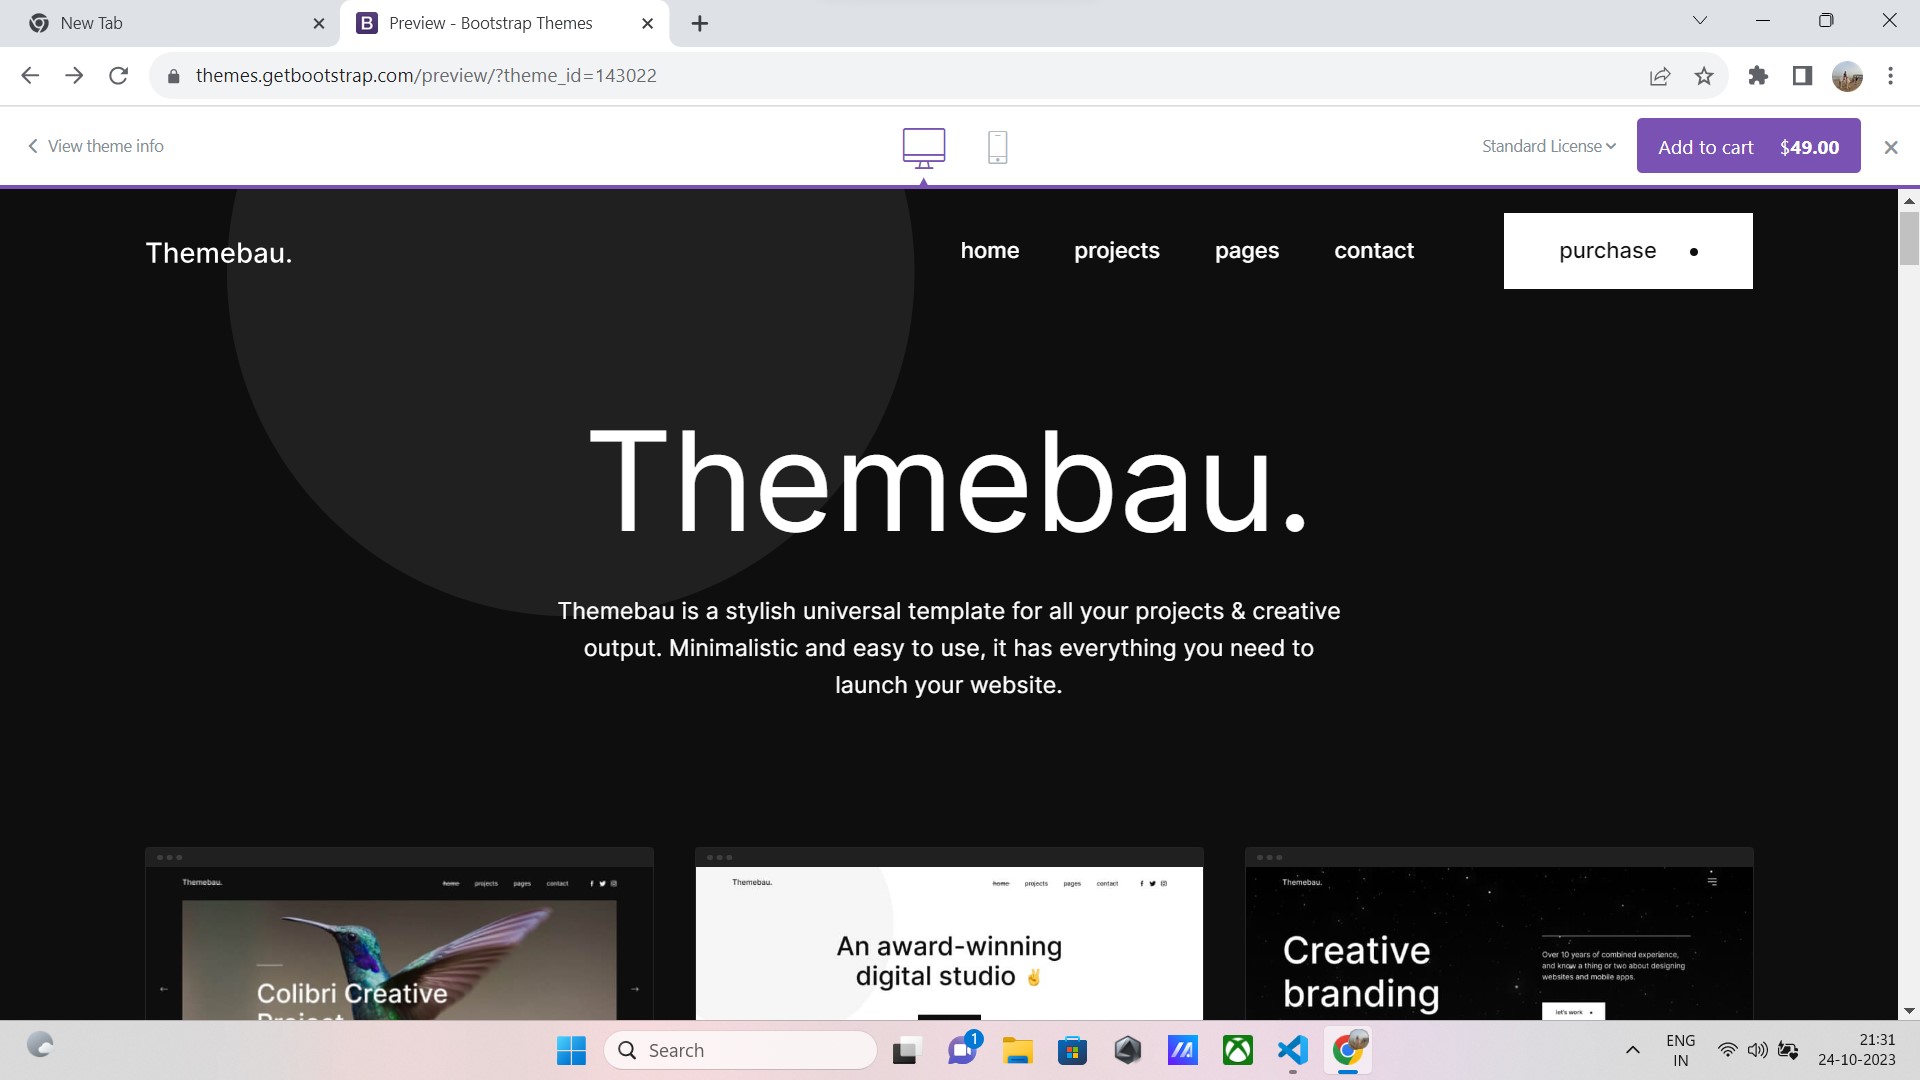 New Tab
Preview - Bootstrap Themes
themes.getbootstrap.com/preview/?theme_id=143022
View theme info
Standard License
Add to cart $49.00
Themebau.
home projects pages contact
purchase
Themebau.
Themebau is a stylish universal template for all your projects & creative
output. Minimalistic and easy to use, it has everything you need to
launch your website.
Themebau.
home projects pages contact
Colibri Creative
Project
Themebau.
home projects pages contact
An award-winning
digital studio ✌
Themebau.
Creative
branding
Over 10 years of combined experience,
and know a thing or two about designing
websites and mobile apps.
let's work
Search
1
ENG
IN
21:31
24-10-2023